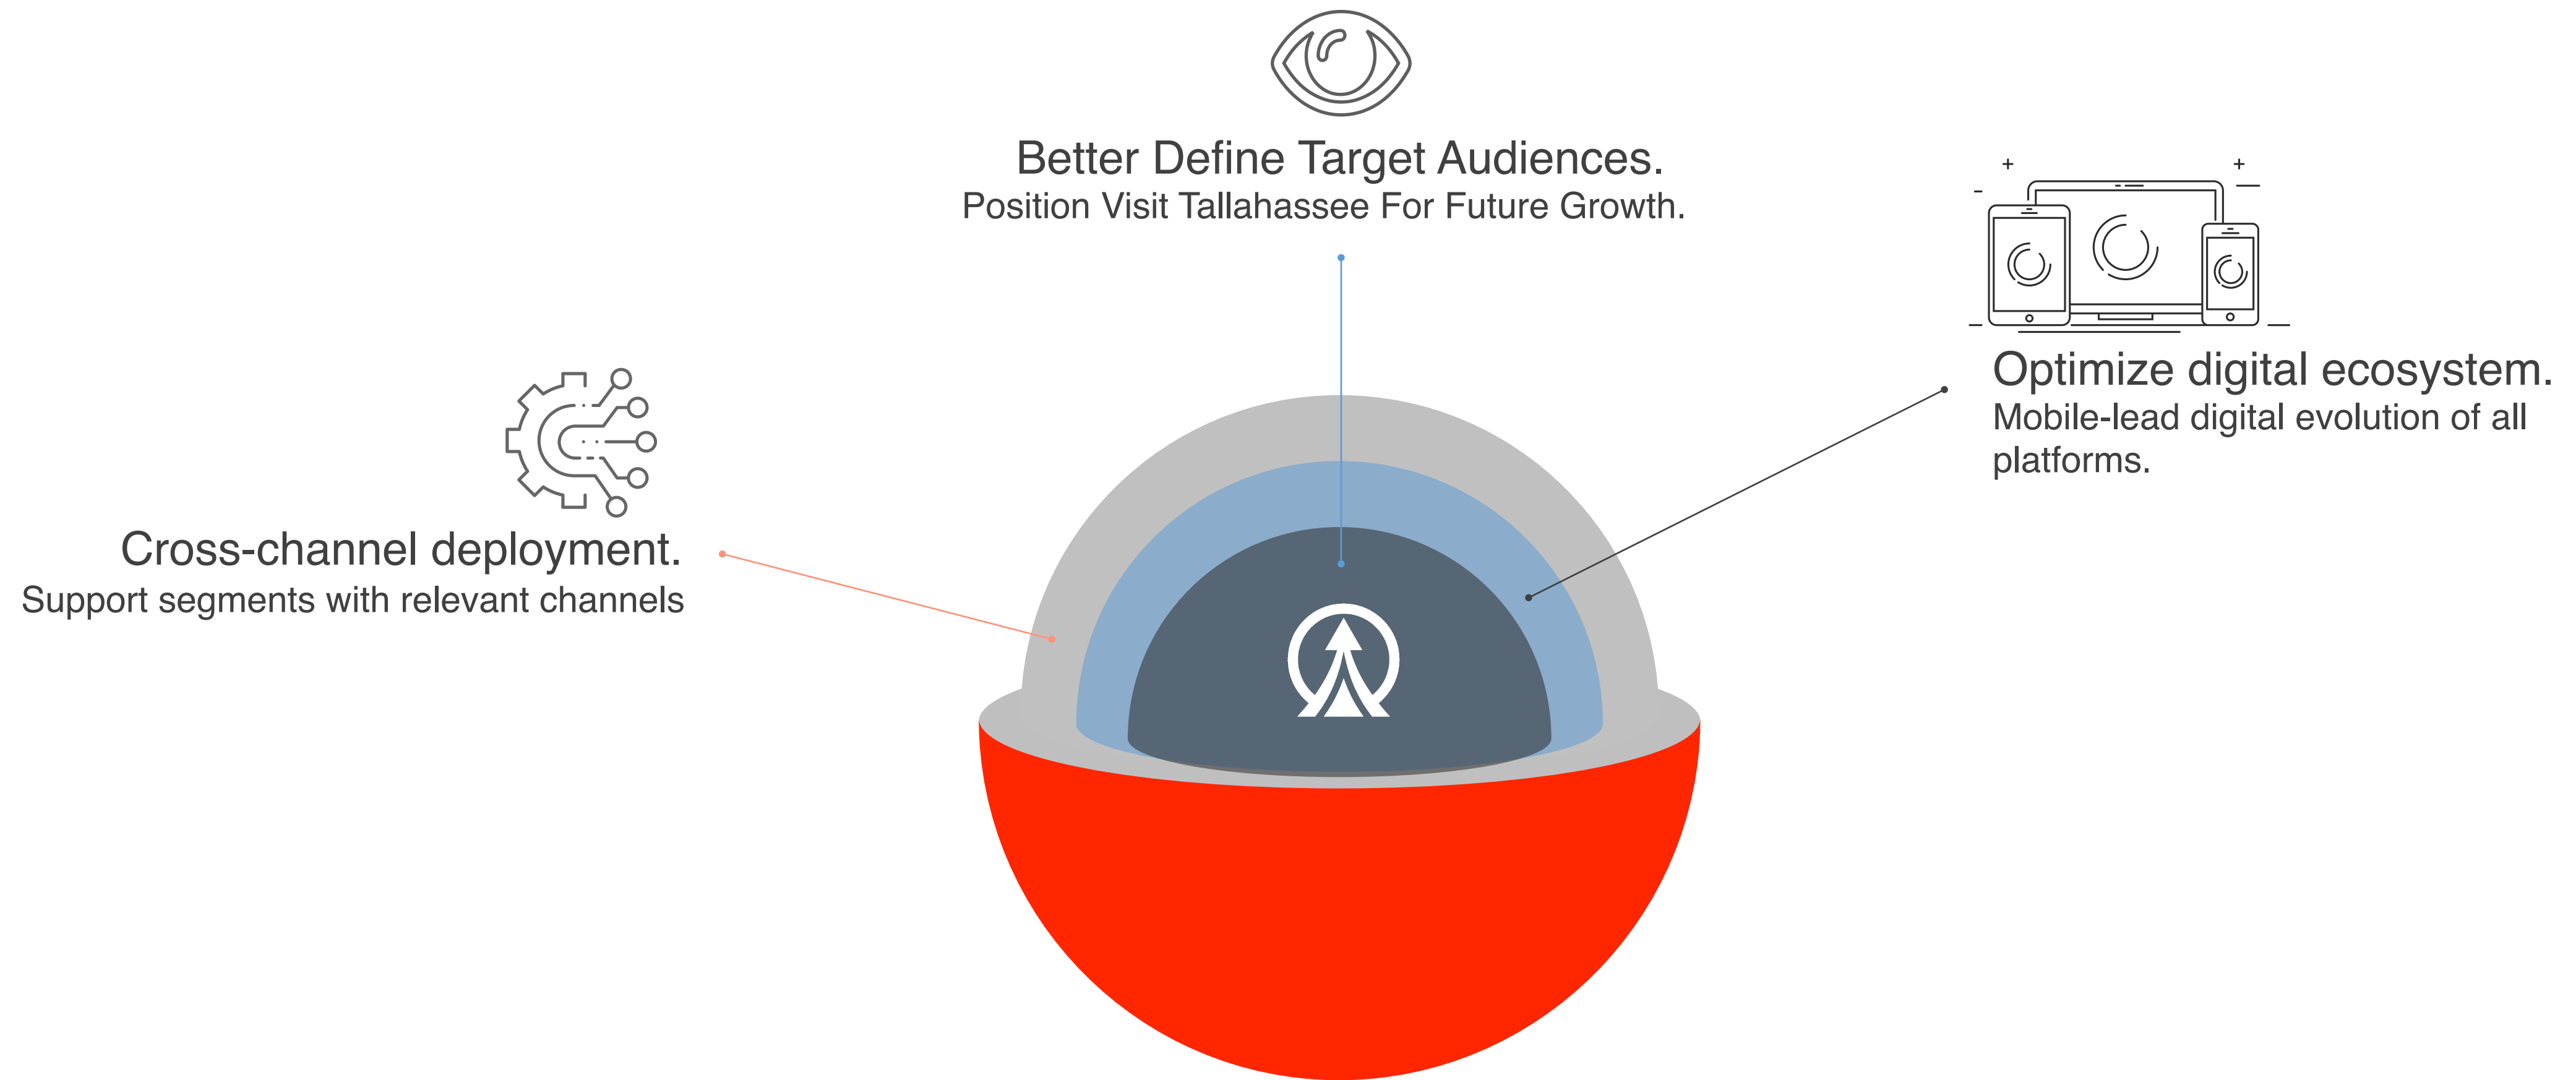 Better Define Target Audiences.
Position Visit Tallahassee For Future Growth.
Optimize digital ecosystem.
Mobile-lead digital evolution of all
platforms.
Cross-channel deployment.
Support segments with relevant channels